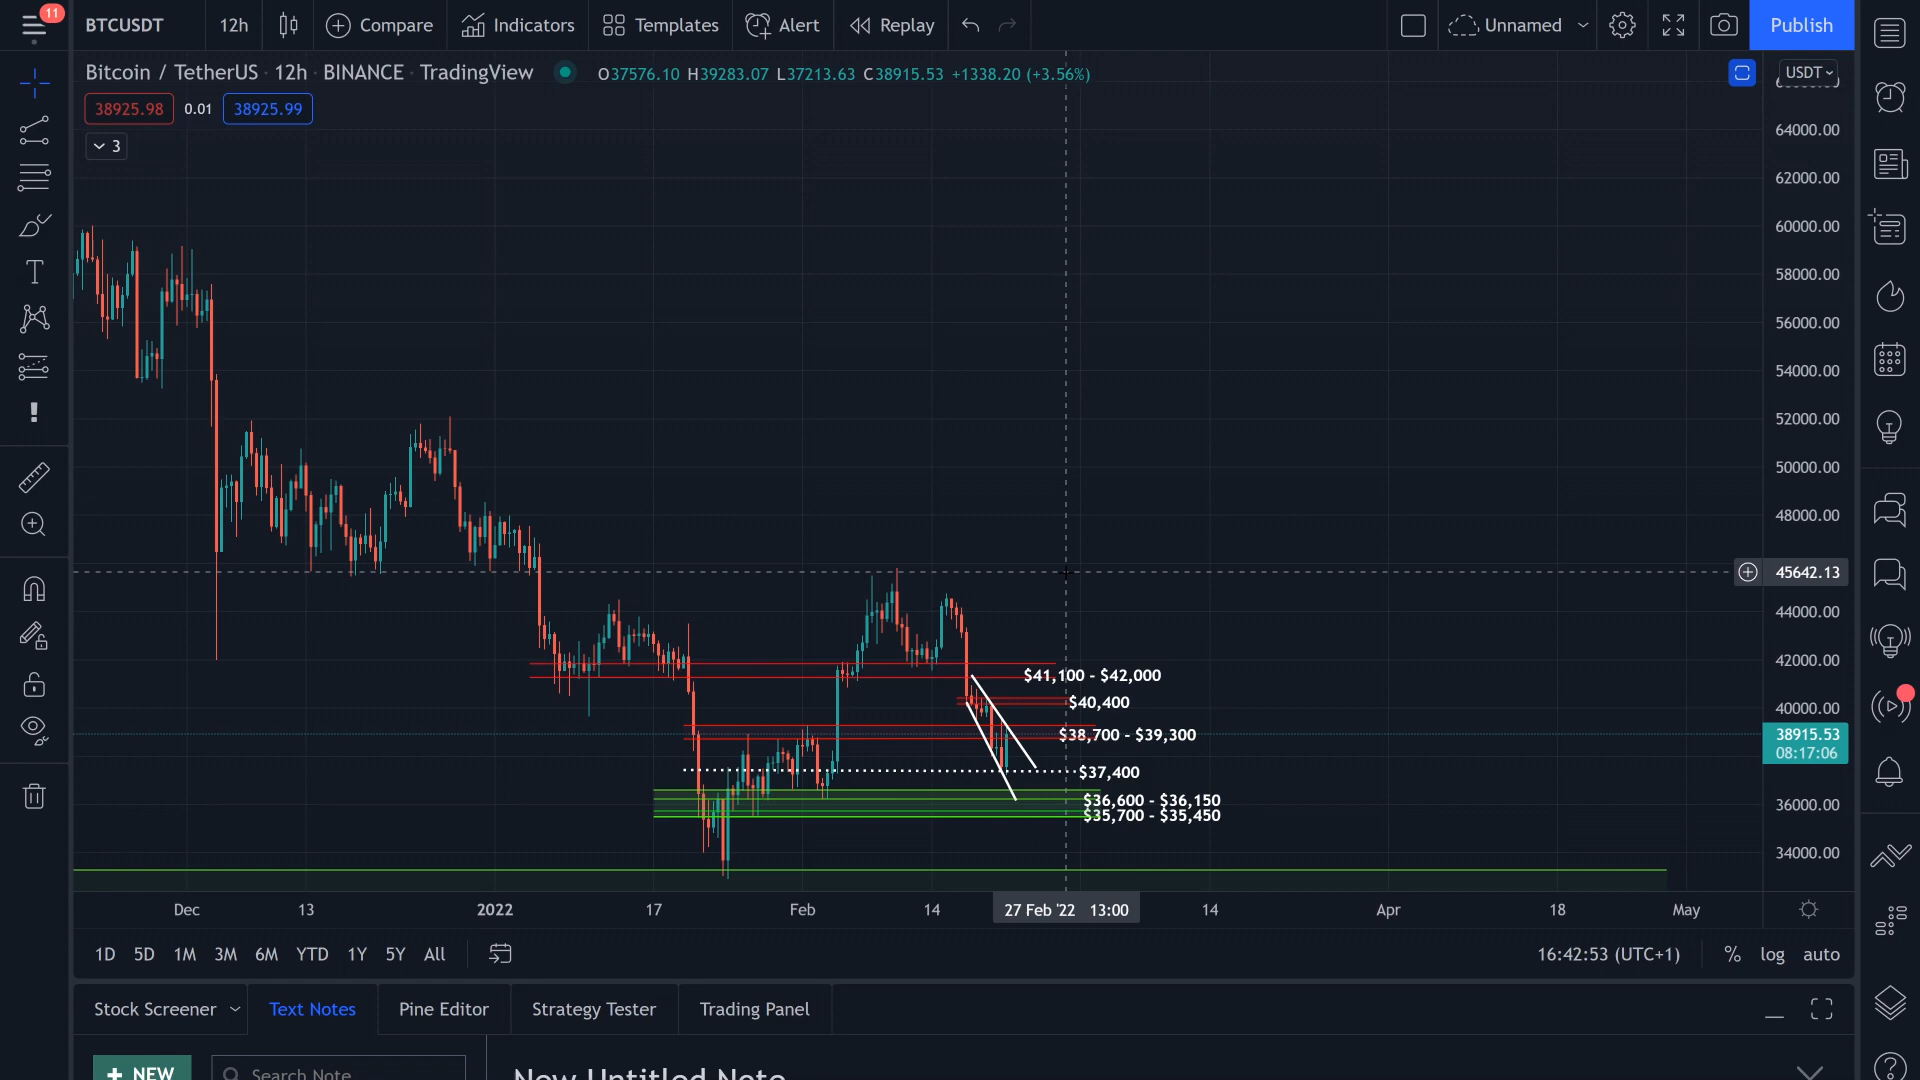 11
BTCUSDT
12h
Compare
Indicators
Templates
Alert
Replay
Unnamed
Publish
Bitcoin / TetherUS · 12h · BINANCE · TradingView
O37576.10 H39283.07 L37213.63 C38915.53 +1338.20 (+3.56%)
USDT
38925.98
0.01
38925.99
3
64000.00
62000.00
60000.00
58000.00
56000.00
54000.00
52000.00
50000.00
48000.00
45642.13
44000.00
42000.00
40000.00
38915.53
08:17:06
36000.00
34000.00
$41,100 - $42,000
$40,400
$38,700 - $39,300
$37,400
$36,600 - $36,150
$35,700 - $35,450
Dec
13
2022
17
Feb
14
27 Feb '22 13:00
14
Apr
18
May
1D
5D
1M
3M
6M
YTD
1Y
5Y
All
16:42:53 (UTC+1)
%
log
auto
Stock Screener
Text Notes
Pine Editor
Strategy Tester
Trading Panel
+ NEW
Search Note
New Untitled Note